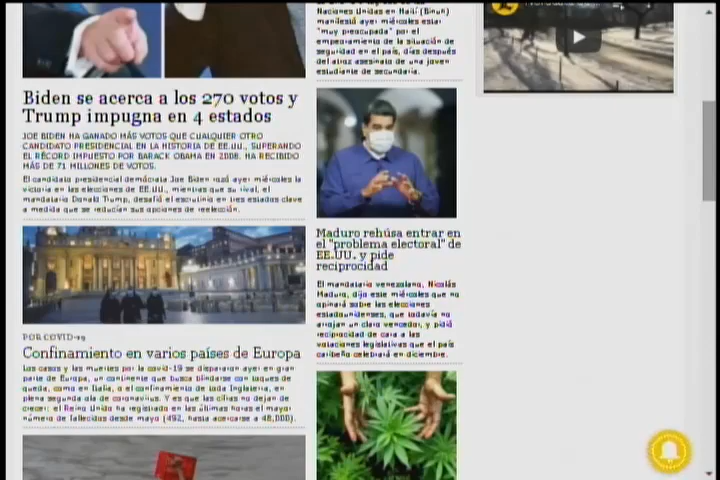 Biden se acerca a los 270 votos y
Trump impugna en 4 estados
JOE BIDEN HA GANADO MÁS VOTOS QUE CUALQUIER OTRO
CANDIDATO PRESIDENCIAL EN LA HISTORIA DE EE.UU., SUPERANDO
EL RÉCORD IMPUESTO POR BARACK OBAMA EN 2008. HA RECIBIDO
MÁS DE 71 MILLONES DE VOTOS.
El candidato presidencial demócrata Joe Biden rozó ayer miércoles la
victoria en las elecciones de EE.UU., mientras que su rival, el
mandatario Donald Trump, desafió el escrutinio en tres estados clave
a medida que se reducían sus opciones de reelección.
POR COVID-19
Confinamiento en varios países de Europa
Los casos y las muertes por la covid-19 se dispararon ayer en gran
parte de Europa, un continente que busca blindarse con toques de
queda, como en Italia, o el confinamiento de toda Inglaterra, en
plena segunda ola de coronavirus. Y es que las cifras no dejan de
crecer: el Reino Unido ha registrado en las últimas horas el mayor
número de fallecidos desde mayo (492, hasta acercarse a 48,000).
Naciones Unidas en Haití (Binuh)
manifestó ayer miércoles estar
"muy preocupada" por el
empeoramiento de la situación de
seguridad en el país, días después
del atroz asesinato de una joven
estudiante de secundaria.
Maduro rehúsa entrar en
el "problema electoral" de
EE.UU. y pide
reciprocidad
El mandatario venezolano, Nicolás
Maduro, dijo este miércoles que no
opinará sobre las elecciones
estadounidenses, que todavía no
arrojan un claro vencedor, y pidió
reciprocidad de cara a las
votaciones legislativas que el país
caribeño celebrará en diciembre.